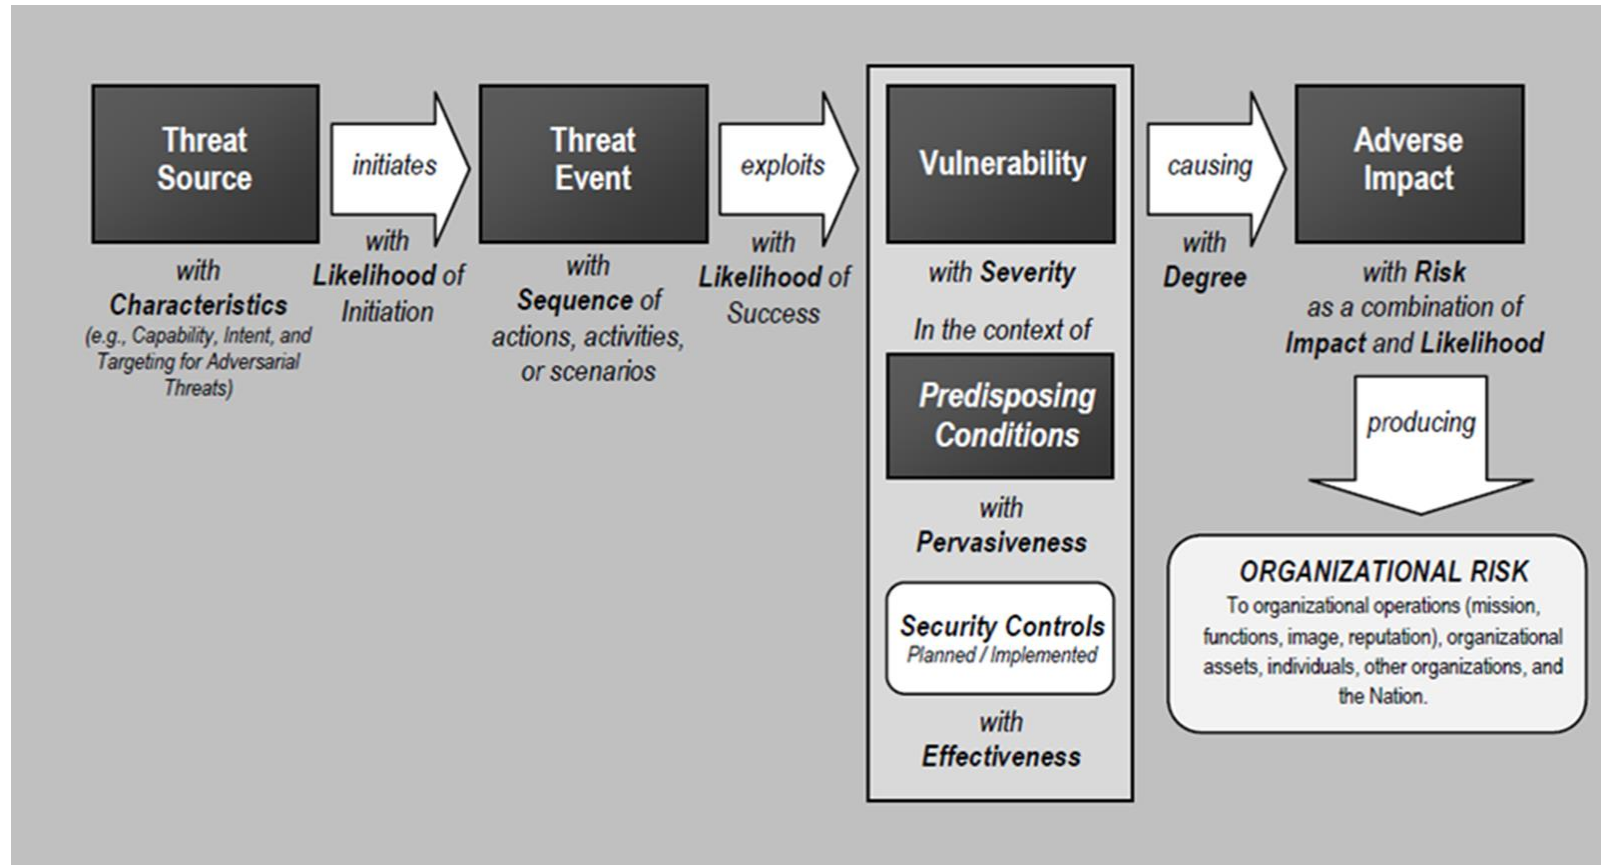 Threat
Source
initiates
Threat
Event
exploits
Vulnerability
causing
Adverse
Impact
with
Characteristics
(e.g., Capability, Intent, and
Targeting for Adversarial
Threats)
with
Likelihood of
Initiation
with
Sequence of
actions, activities,
or scenarios
with
Likelihood of
Success
with Severity
In the context of
Predisposing
Conditions
with
Pervasiveness
Security Controls
Planned / Implemented
with
Effectiveness
with
Degree
with Risk
as a combination of
Impact and Likelihood
producing
ORGANIZATIONAL RISK
To organizational operations (mission,
functions, image, reputation), organizational
assets, individuals, other organizations, and
the Nation.